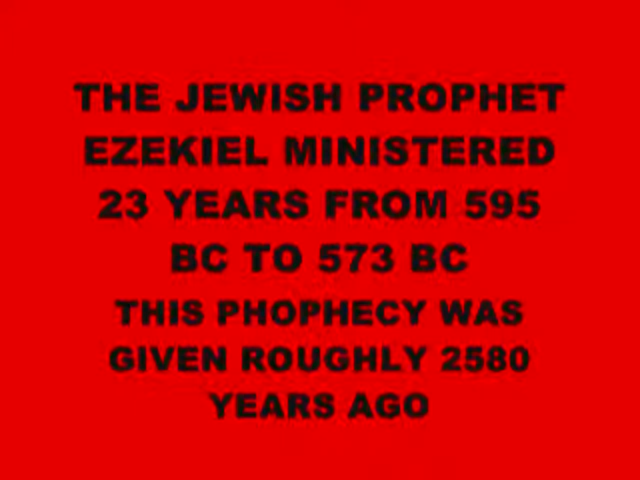 THE JEWISH PROPHET
EZEKIEL MINISTERED
23 YEARS FROM 595
BC TO 573 BC
THIS PHOPHECY WAS
GIVEN ROUGHLY 2580
YEARS AGO